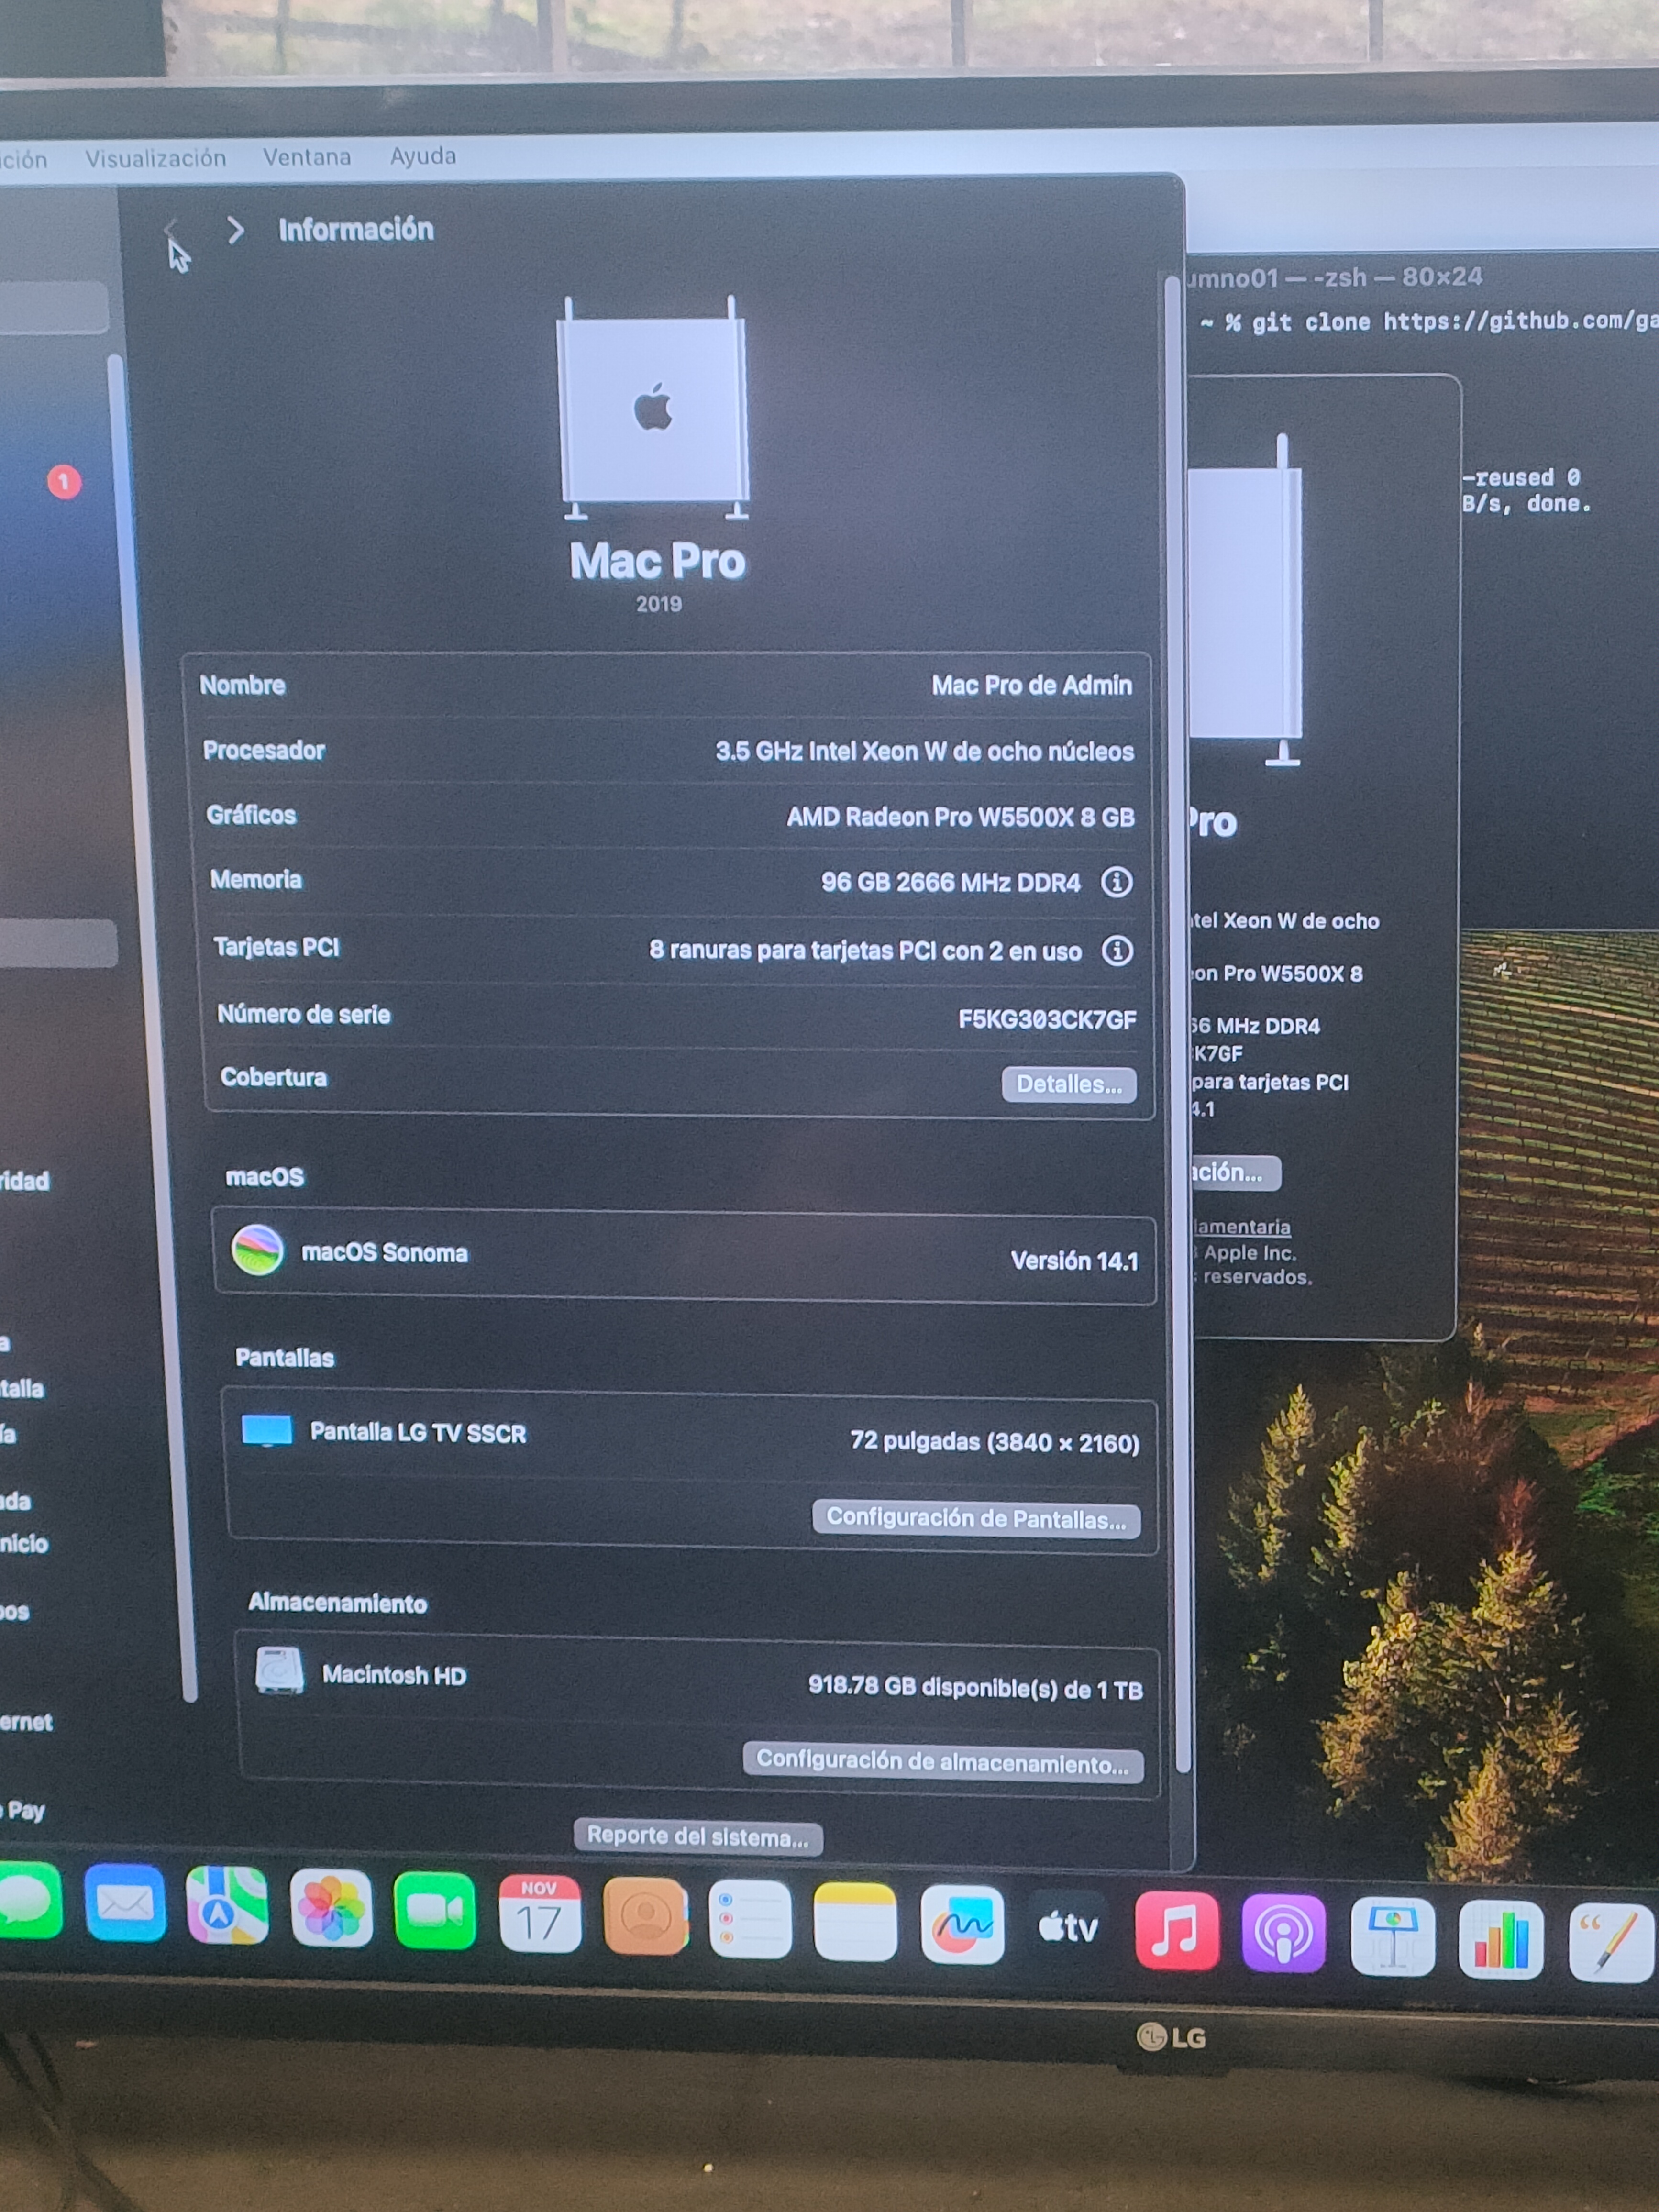 Visualización Ventana Ayuda
Información
umno01 — -zsh — 80×24
~ % git clone https://github.com/ga
-reused 0
B/s, done.
1
Mac Pro
2019
Nombre Mac Pro de Admin
Procesador 3.5 GHz Intel Xeon W de ocho núcleos
Gráficos AMD Radeon Pro W5500X 8 GB
Memoria 96 GB 2666 MHz DDR4
Tarjetas PCI 8 ranuras para tarjetas PCI con 2 en uso
Número de serie F5KG303CK7GF
Cobertura Detalles...
macOS
macOS Sonoma Versión 14.1
Pantallas
Pantalla LG TV SSCR 72 pulgadas (3840 × 2160)
Configuración de Pantallas...
Almacenamiento
Macintosh HD 918.78 GB disponible(s) de 1 TB
Configuración de almacenamiento...
Reporte del sistema...
Pro
tel Xeon W de ocho
on Pro W5500X 8
66 MHz DDR4
K7GF
para tarjetas PCI
4.1
ación...
lamentaria
Apple Inc.
reservados.
ridad
talla
ada
nicio
pos
ernet
Pay
NOV
17
tv
LG